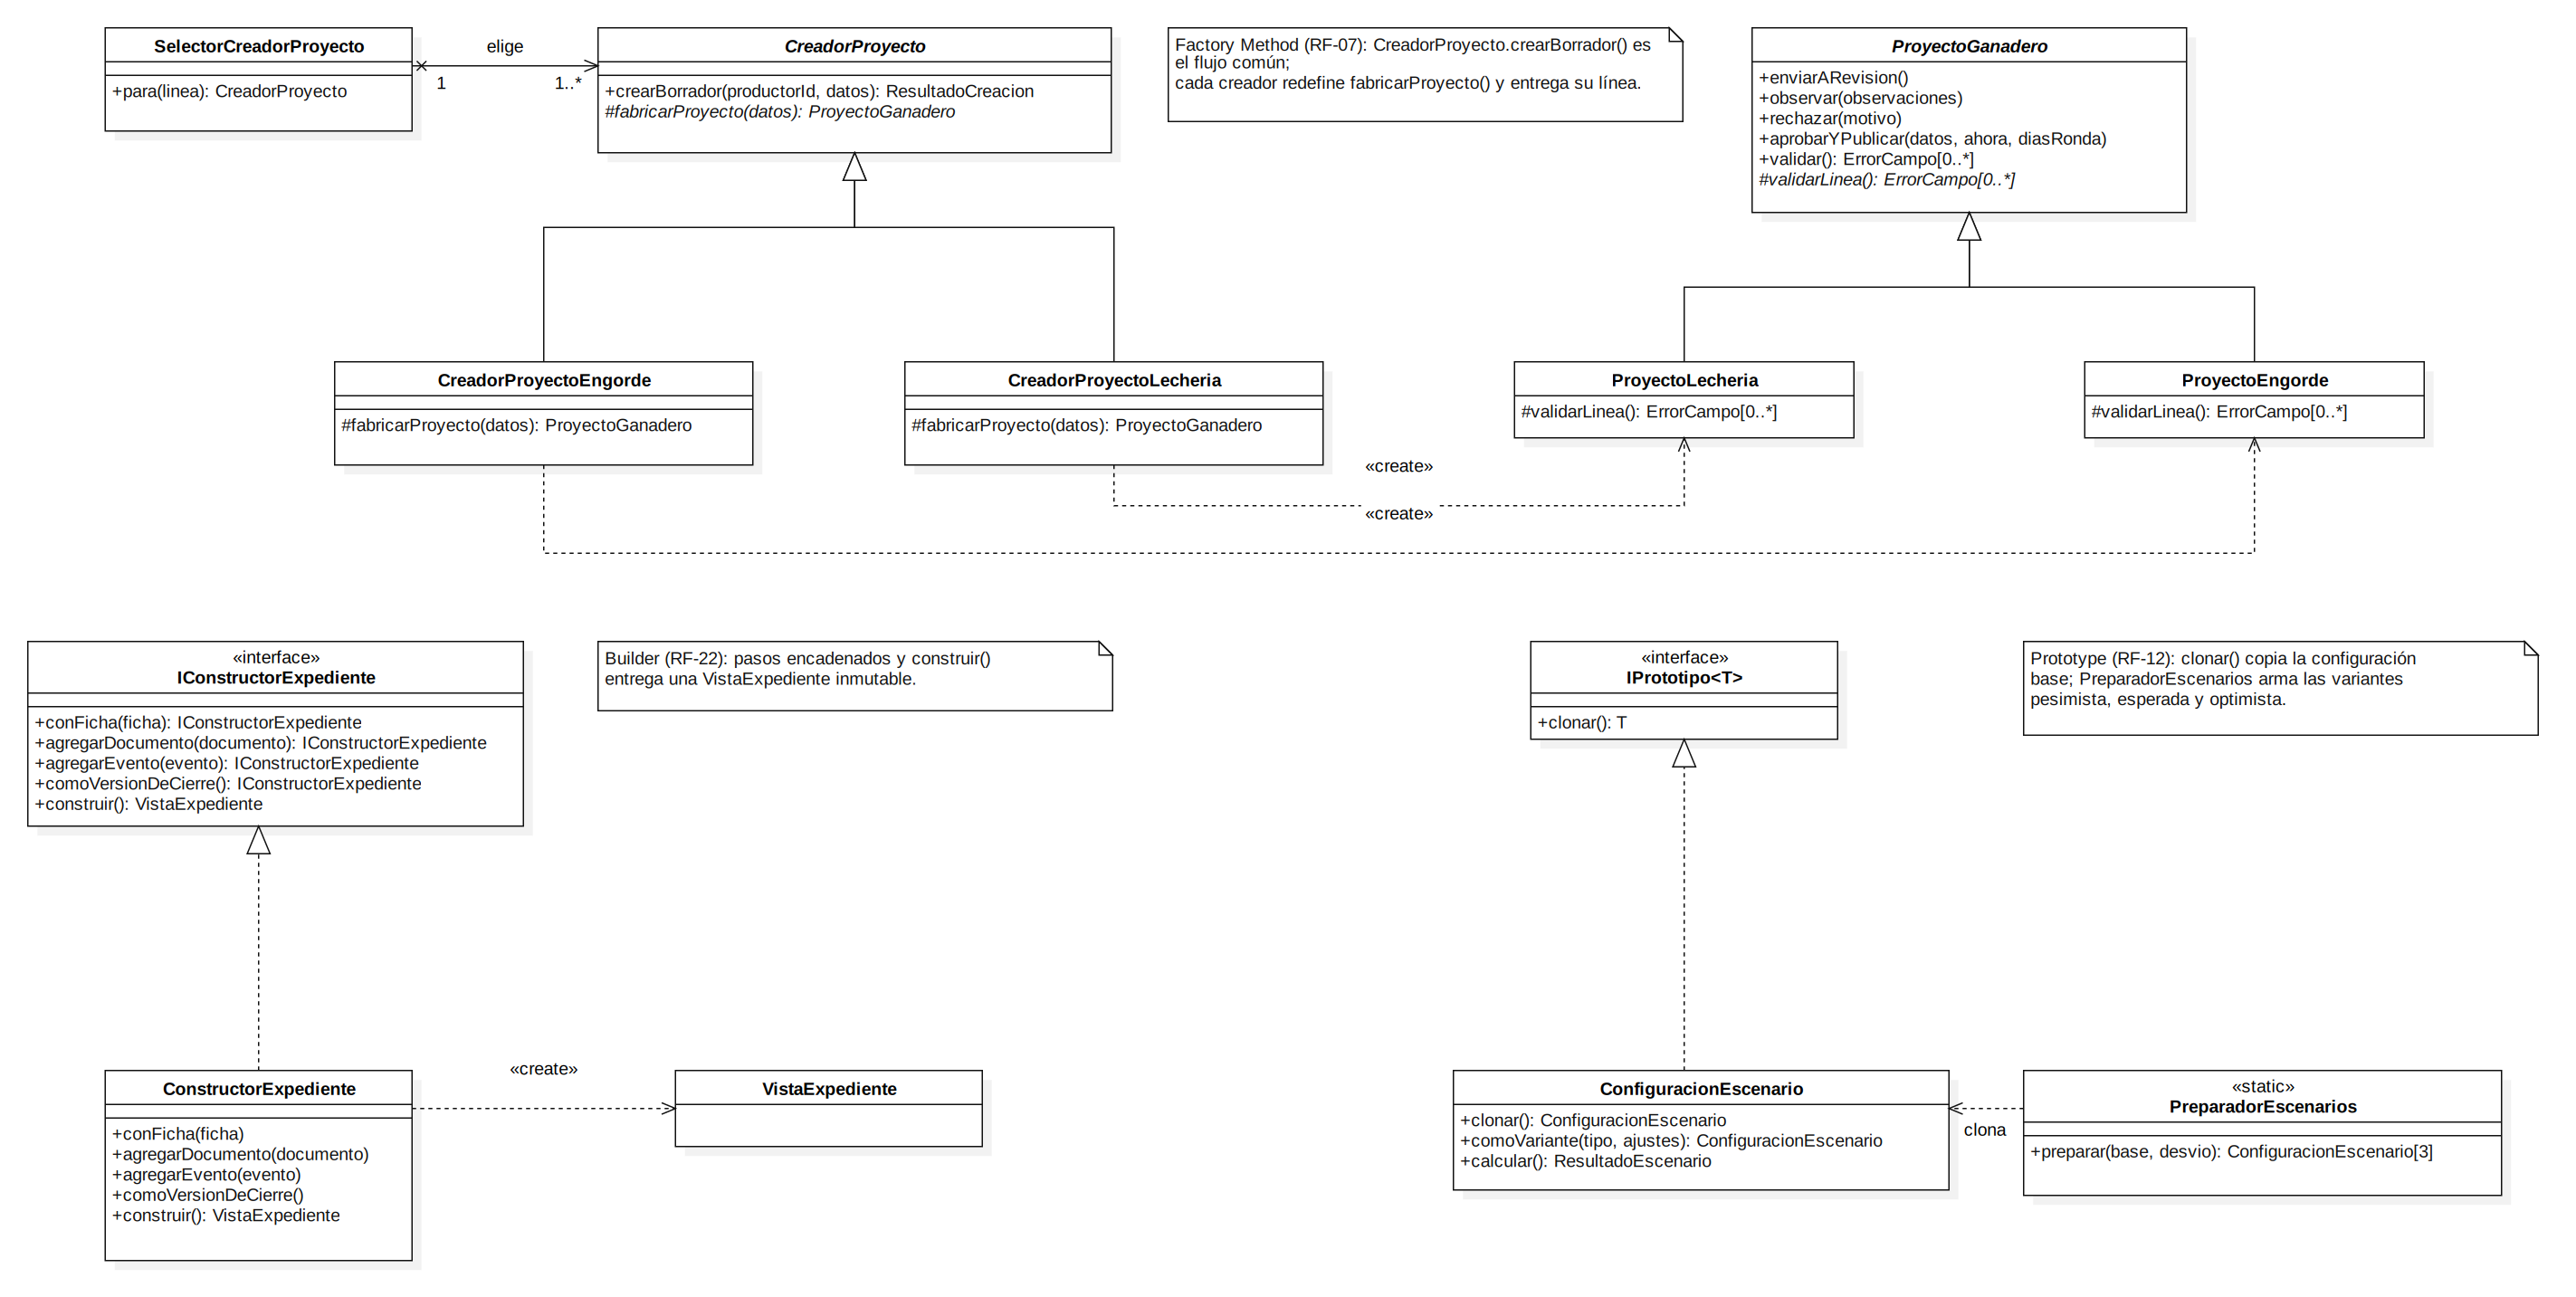 SelectorCreadorProyecto
+para(linea): CreadorProyecto
elige
1
1..*
CreadorProyecto
+crearBorrador(productorId, datos): ResultadoCreacion
#fabricarProyecto(datos): ProyectoGanadero
Factory Method (RF-07): CreadorProyecto.crearBorrador() es
el flujo común;
cada creador redefine fabricarProyecto() y entrega su línea.
ProyectoGanadero
+enviarARevision()
+observar(observaciones)
+rechazar(motivo)
+aprobarYPublicar(datos, ahora, diasRonda)
+validar(): ErrorCampo[0..*]
#validarLinea(): ErrorCampo[0..*]
CreadorProyectoEngorde
#fabricarProyecto(datos): ProyectoGanadero
CreadorProyectoLecheria
#fabricarProyecto(datos): ProyectoGanadero
ProyectoLecheria
#validarLinea(): ErrorCampo[0..*]
ProyectoEngorde
#validarLinea(): ErrorCampo[0..*]
«create»
«create»
«interface»
IConstructorExpediente
+conFicha(ficha): IConstructorExpediente
+agregarDocumento(documento): IConstructorExpediente
+agregarEvento(evento): IConstructorExpediente
+comoVersionDeCierre(): IConstructorExpediente
+construir(): VistaExpediente
Builder (RF-22): pasos encadenados y construir()
entrega una VistaExpediente inmutable.
«interface»
IPrototipo<T>
+clonar(): T
Prototype (RF-12): clonar() copia la configuración
base; PreparadorEscenarios arma las variantes
pesimista, esperada y optimista.
ConstructorExpediente
+conFicha(ficha)
+agregarDocumento(documento)
+agregarEvento(evento)
+comoVersionDeCierre()
+construir(): VistaExpediente
«create»
VistaExpediente
ConfiguracionEscenario
+clonar(): ConfiguracionEscenario
+comoVariante(tipo, ajustes): ConfiguracionEscenario
+calcular(): ResultadoEscenario
clona
«static»
PreparadorEscenarios
+preparar(base, desvio): ConfiguracionEscenario[3]